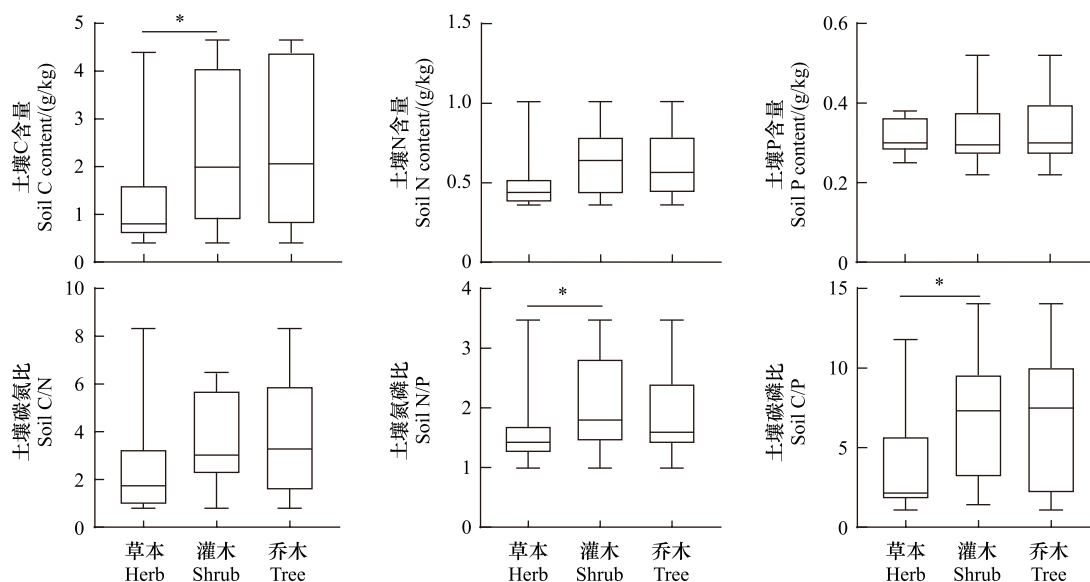 土壤C含量
Soil C content/(g/kg)
5
4
3
2
1
0
*
土壤N含量
Soil N content/(g/kg)
1.5
1.0
0.5
0
土壤P含量
Soil P content/(g/kg)
0.6
0.4
0.2
0
土壤碳氮比
Soil C/N
10
8
6
4
2
0
草本 灌木 乔木
Herb Shrub Tree
土壤氮磷比
Soil N/P
4
3
2
1
0
*
草本 灌木 乔木
Herb Shrub Tree
土壤碳磷比
Soil C/P
15
10
5
0
*
草本 灌木 乔木
Herb Shrub Tree